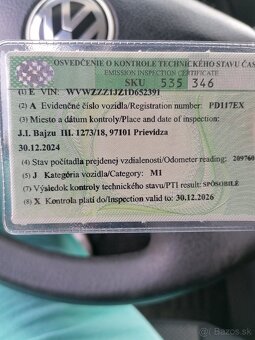 OSVEDČENIE O KONTROLE TECHNICKÉHO STAVU ČAS
EMISSION INSPECTION CERTIFICATE
SKU 535 346
(1) E VIN: WVWZZZ1JZ1D652391
(2) A Evidenčné číslo vozidla/Registration number: PD117EX
(3) Miesto a dátum kontroly/Place and date of inspection:
J.I. Bajzu III. 1273/18, 97101 Prievidza
30.12.2024
(4) Stav počítadla prejdenej vzdialenosti/Odometer reading: 209760
(5) J Kategória vozidla/Category: M1
(7) Výsledok kontroly technického stavu/PTI result: SPÔSOBILÉ
(8) X Kontrola platí do/Inspection valid to: 30.12.2026
Bazos.sk